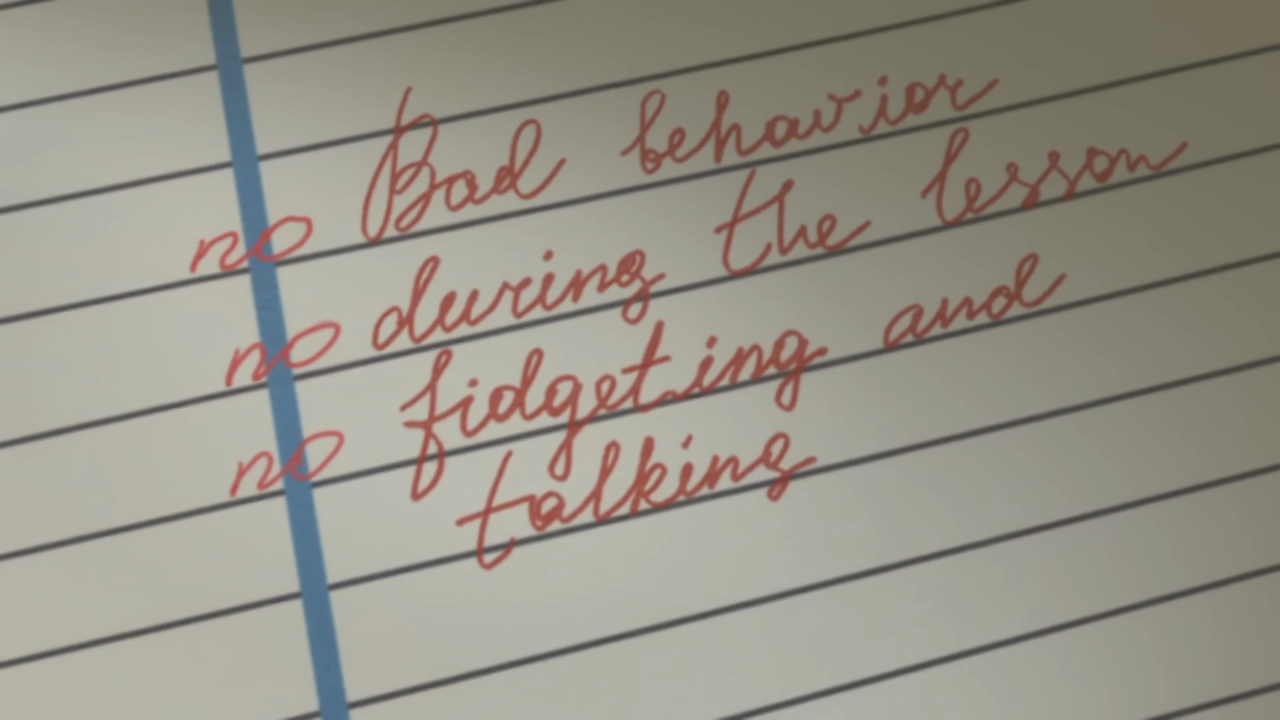 no Bad behavior
no during the lesson
no fidgeting and
talking